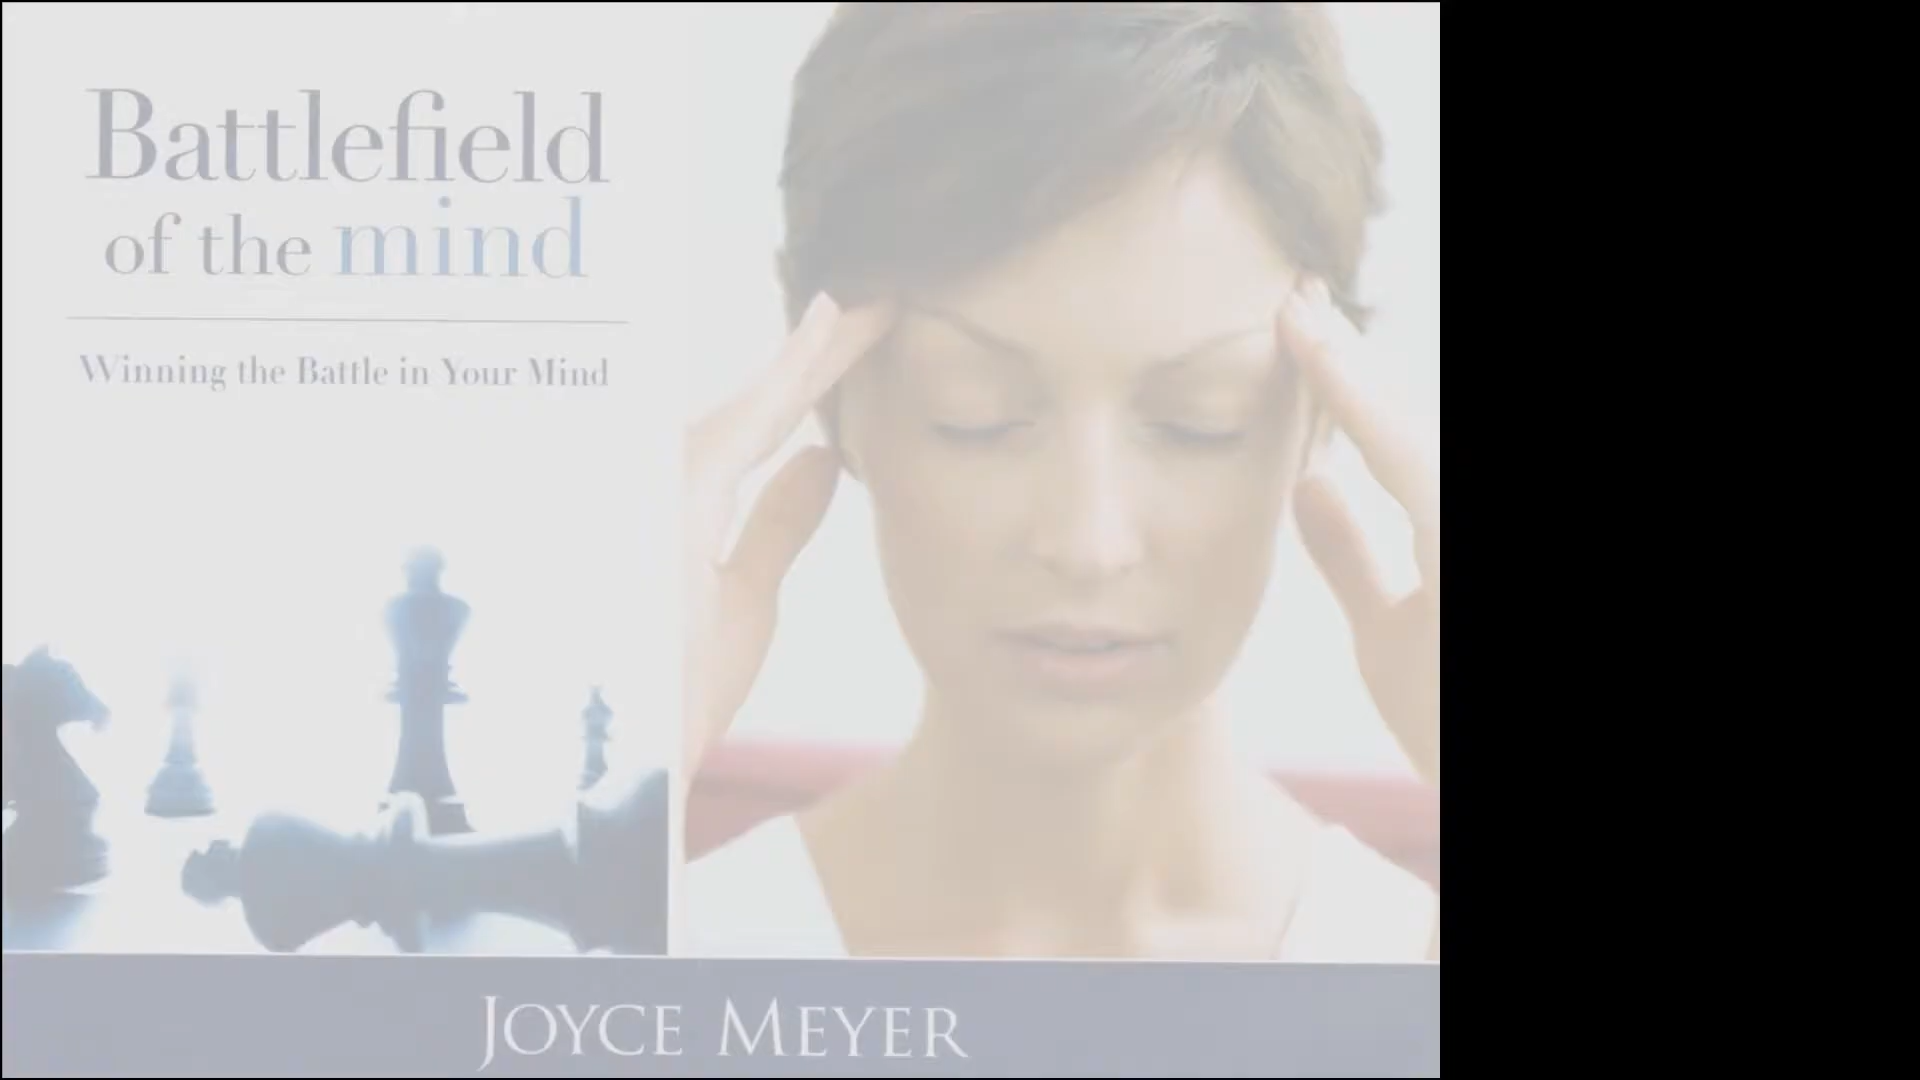 Battlefield
of the mind
Winning the Battle in Your Mind
JOYCE MEYER